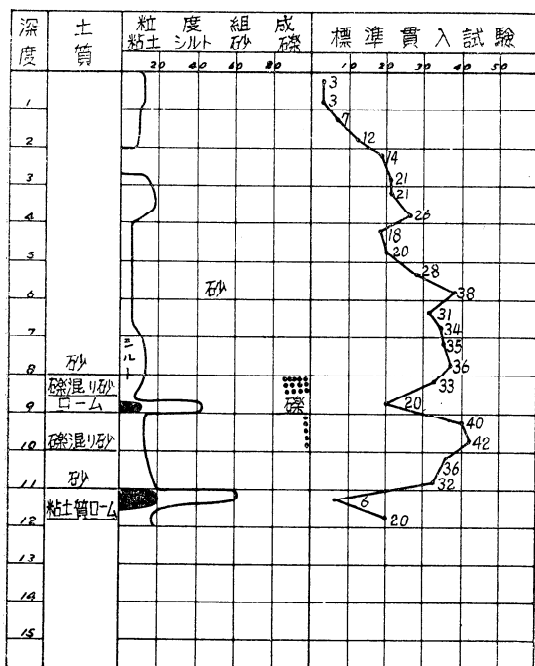 深度
土質
粒度組成
粘土 シルト 砂 礫
標準貫入試験
20 40 60 80
10 20 30 40 50
1
2
3
4
5
6
7
8
9
10
11
12
13
14
15
砂
礫混り砂
ローム
礫混り砂
砂
粘土質ローム
シルト
砂
礫
3
3
7
12
14
21
21
26
18
20
28
38
31
34
35
36
33
20
40
42
36
32
6
20